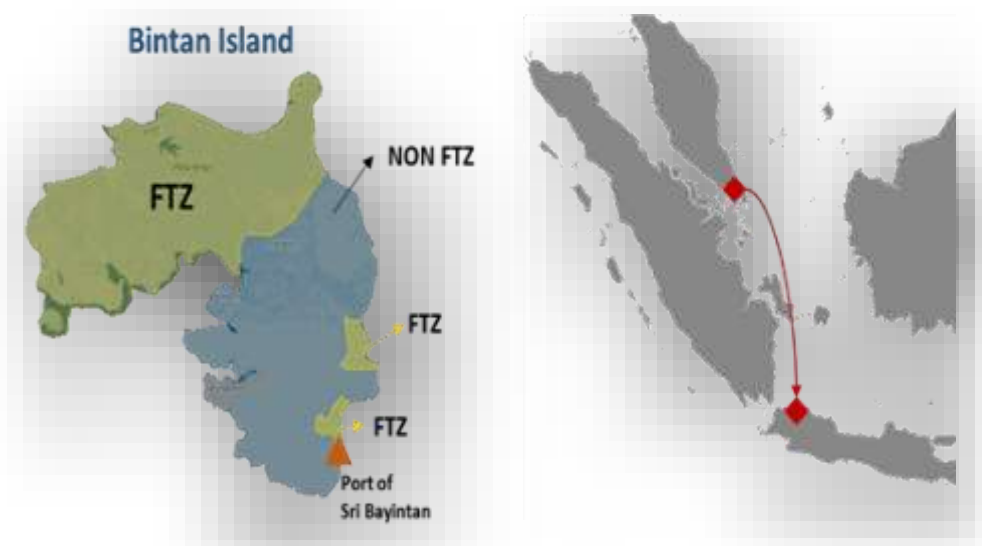 Bintan Island
NON FTZ
FTZ
FTZ
FTZ
Port of
Sri Bayintan